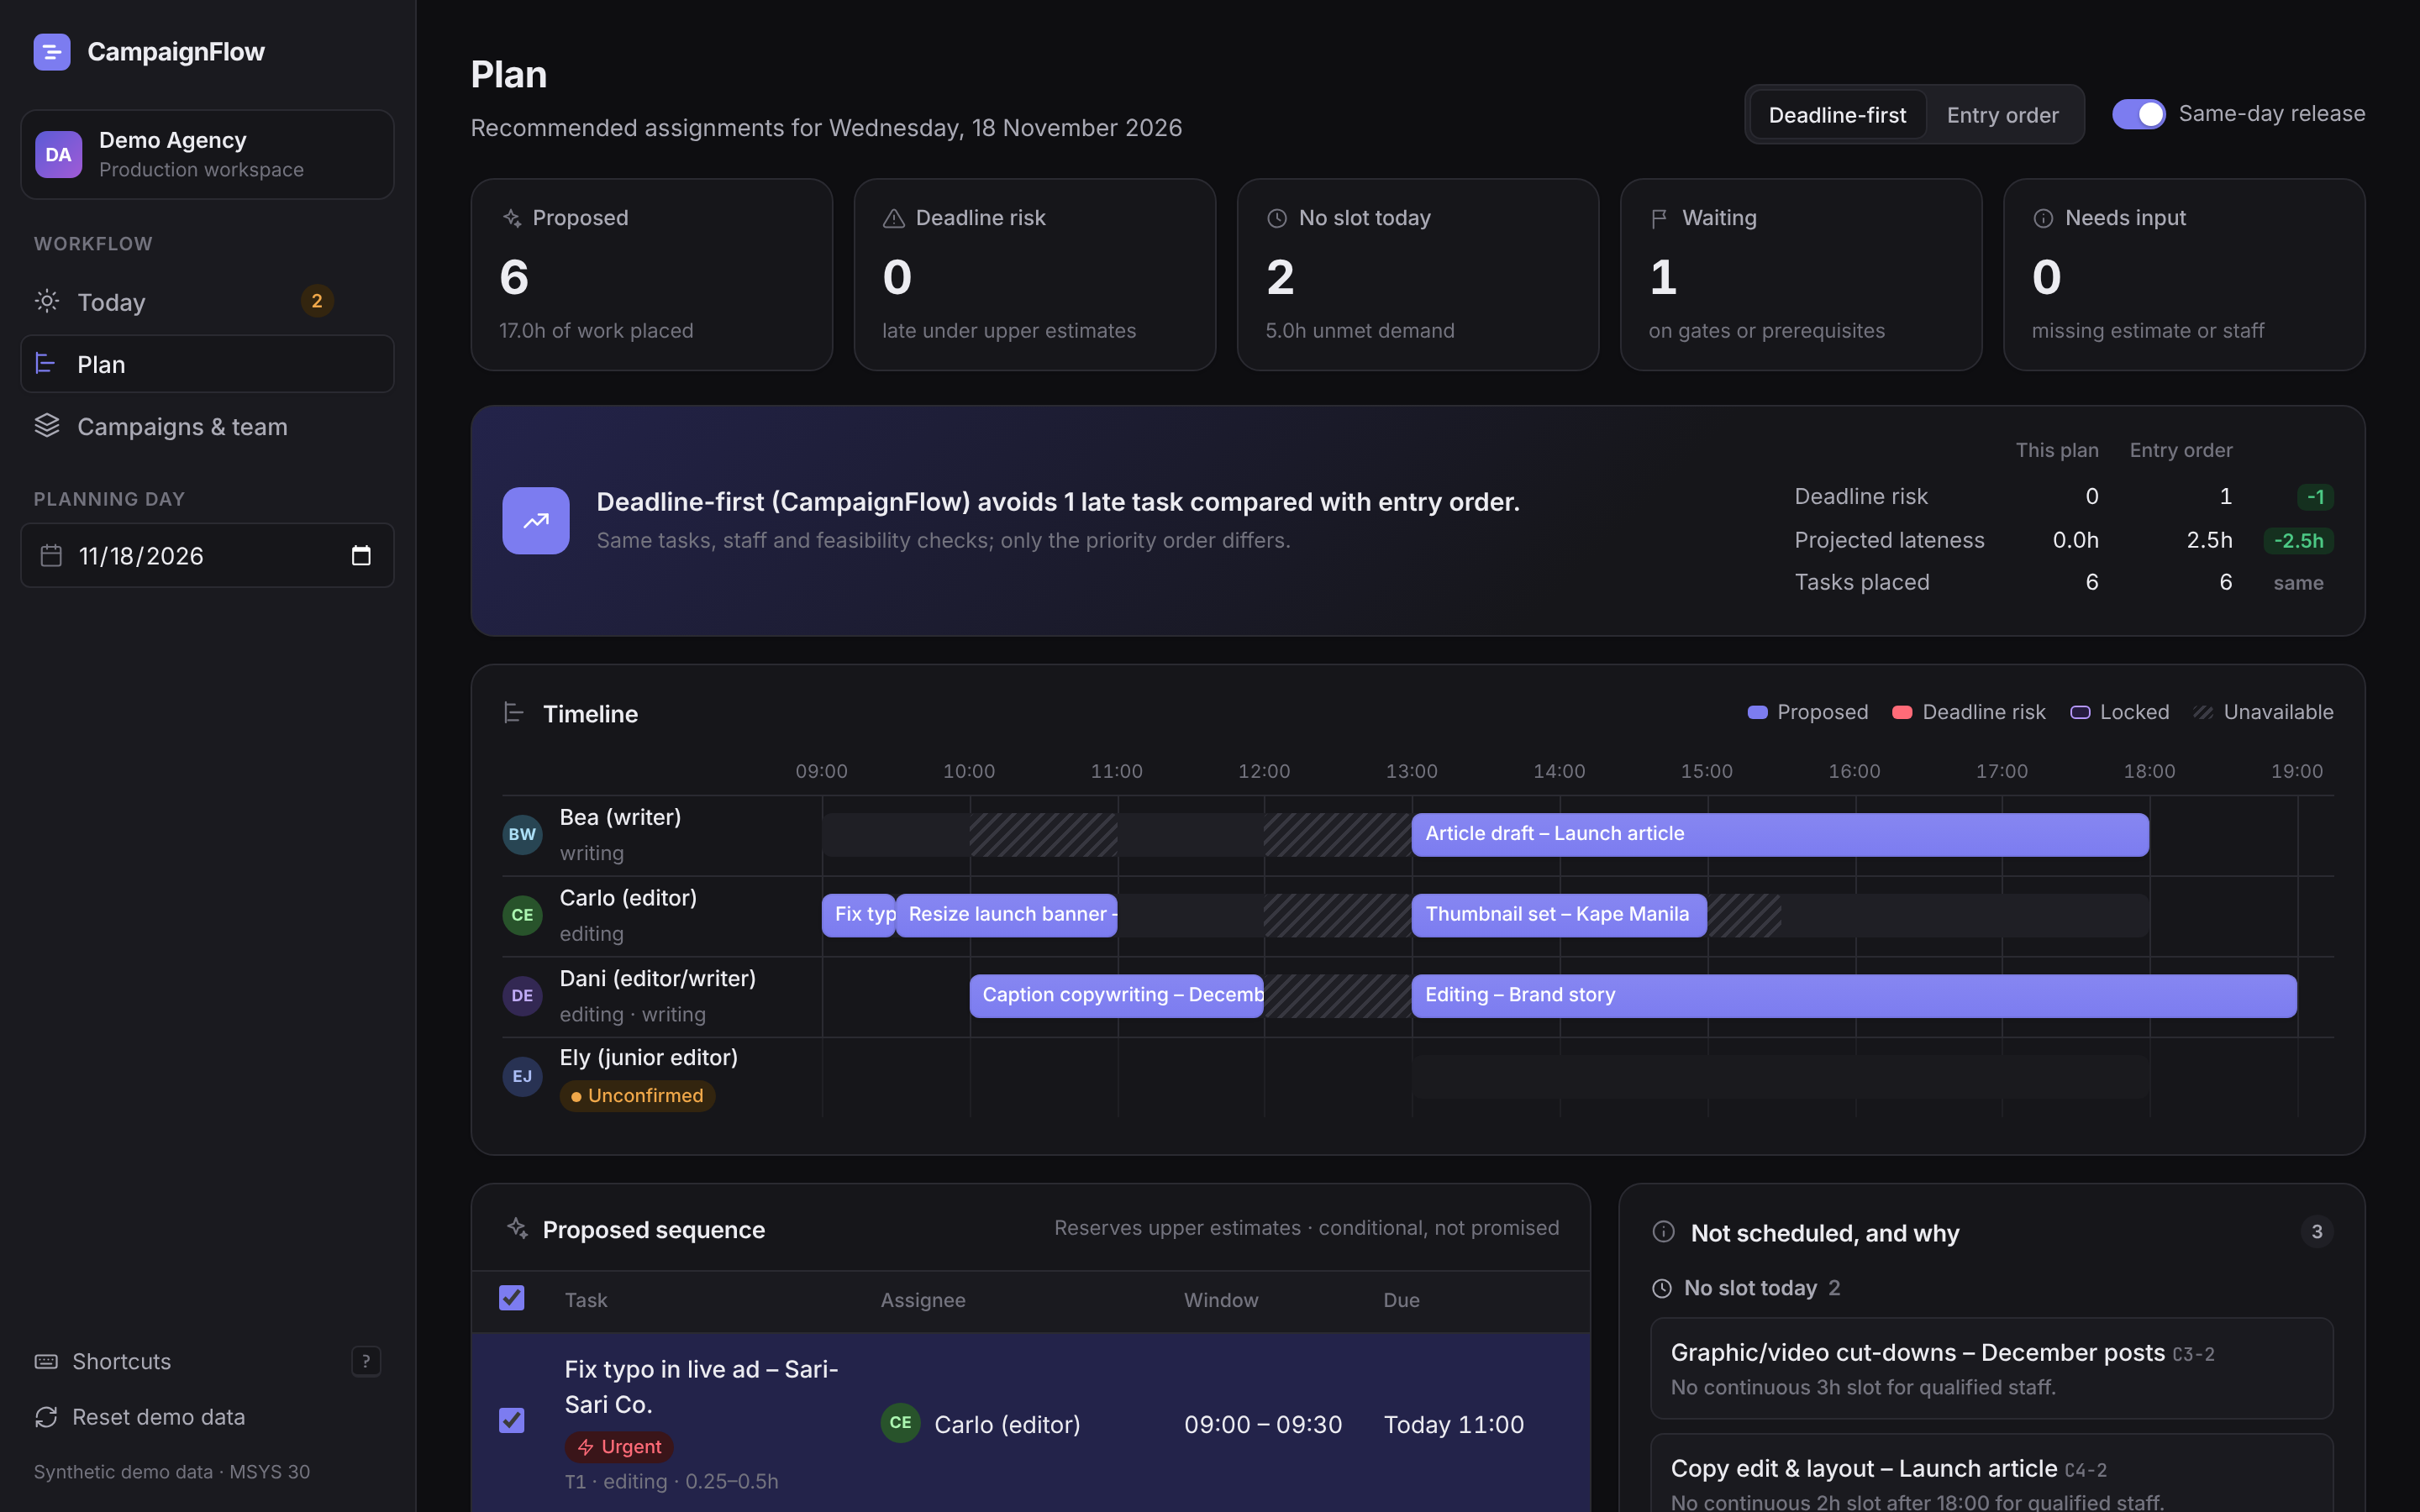 CampaignFlow
DA
Demo Agency
Production workspace
WORKFLOW
Today
2
Plan
Campaigns & team
PLANNING DAY
11/18/2026
Shortcuts
?
Reset demo data
Synthetic demo data · MSYS 30
Plan
Recommended assignments for Wednesday, 18 November 2026
Deadline-first
Entry order
Same-day release
Proposed
6
17.0h of work placed
Deadline risk
0
late under upper estimates
No slot today
2
5.0h unmet demand
Waiting
1
on gates or prerequisites
Needs input
0
missing estimate or staff
Deadline-first (CampaignFlow) avoids 1 late task compared with entry order.
Same tasks, staff and feasibility checks; only the priority order differs.
This plan Entry order
Deadline risk 0 1 -1
Projected lateness 0.0h 2.5h -2.5h
Tasks placed 6 6 same
Timeline
Proposed Deadline risk Locked Unavailable
09:00 10:00 11:00 12:00 13:00 14:00 15:00 16:00 17:00 18:00 19:00
BW
Bea (writer)
writing
Article draft – Launch article
CE
Carlo (editor)
editing
Fix typ
Resize launch banner -
Thumbnail set – Kape Manila
DE
Dani (editor/writer)
editing · writing
Caption copywriting – Decemb
Editing – Brand story
EJ
Ely (junior editor)
Unconfirmed
Proposed sequence
Reserves upper estimates · conditional, not promised
Task Assignee Window Due
Fix typo in live ad – Sari-
Sari Co.
Urgent
T1 · editing · 0.25–0.5h
CE
Carlo (editor)
09:00 – 09:30
Today 11:00
Not scheduled, and why
3
No slot today 2
Graphic/video cut-downs – December posts C3-2
No continuous 3h slot for qualified staff.
Copy edit & layout – Launch article C4-2
No continuous 2h slot after 18:00 for qualified staff.